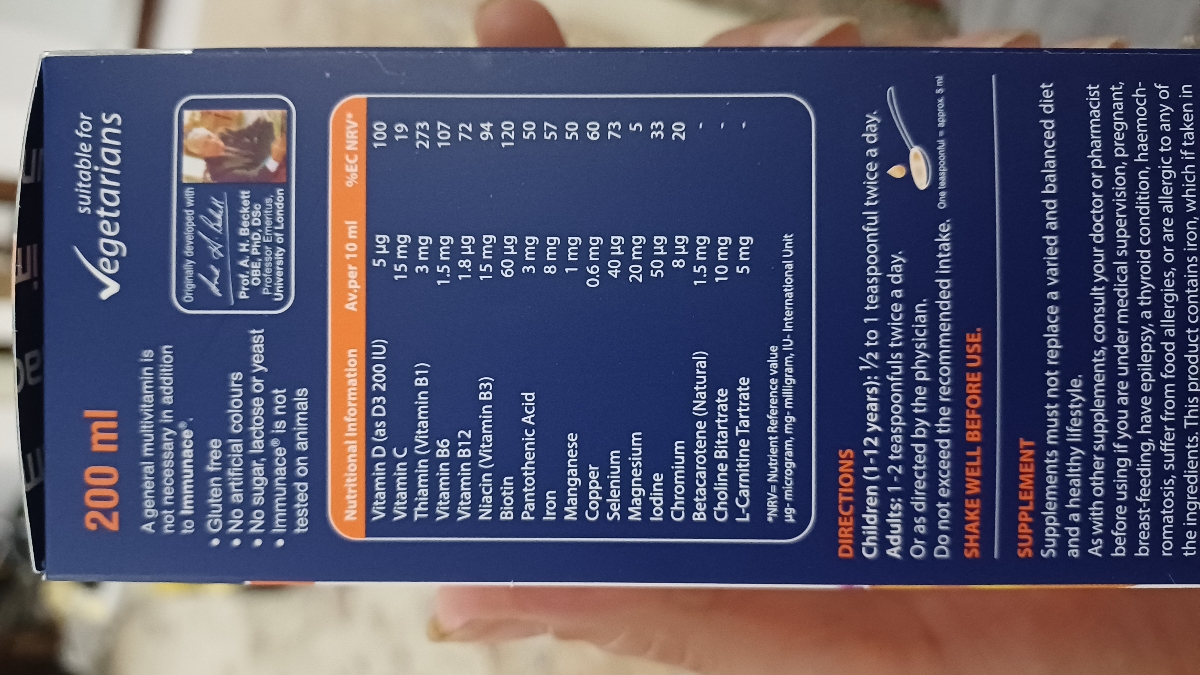 200 ml
A general multivitamin is
not necessary in addition
to Immunace®.
• Gluten free
• No artificial colours
• No sugar, lactose or yeast
• Immunace® is not
tested on animals
suitable for
Vegetarians
Originally developed with
Prof. A. H. Beckett
OBE, PhD, DSc
Professor Emeritus,
University of London
Nutritional Information Av.per 10 ml %EC NRV*
Vitamin D (as D3 200 IU) 5 µg 100
Vitamin C 15 mg 19
Thiamin (Vitamin B1) 3 mg 273
Vitamin B6 1.5 mg 107
Vitamin B12 1.8 µg 72
Niacin (Vitamin B3) 15 mg 94
Biotin 60 µg 120
Pantothenic Acid 3 mg 50
Iron 8 mg 57
Manganese 1 mg 50
Copper 0.6 mg 60
Selenium 40 µg 73
Magnesium 20 mg 5
Iodine 50 µg 33
Chromium 8 µg 20
Betacarotene (Natural) 1.5 mg -
Choline Bitartrate 10 mg -
L-Carnitine Tartrate 5 mg -
*NRV= Nutrient Reference value
µg- microgram, mg- milligram, IU- International Unit
DIRECTIONS
Children (1-12 years): ½ to 1 teaspoonful twice a day.
Adults: 1-2 teaspoonfuls twice a day.
Or as directed by the physician.
Do not exceed the recommended intake.
One teaspoonful = approx. 5 ml
SHAKE WELL BEFORE USE.
SUPPLEMENT
Supplements must not replace a varied and balanced diet
and a healthy lifestyle.
As with other supplements, consult your doctor or pharmacist
before using if you are under medical supervision, pregnant,
breast-feeding, have epilepsy, a thyroid condition, haemoch-
romatosis, suffer from food allergies, or are allergic to any of
the ingredients. This product contains iron, which if taken in